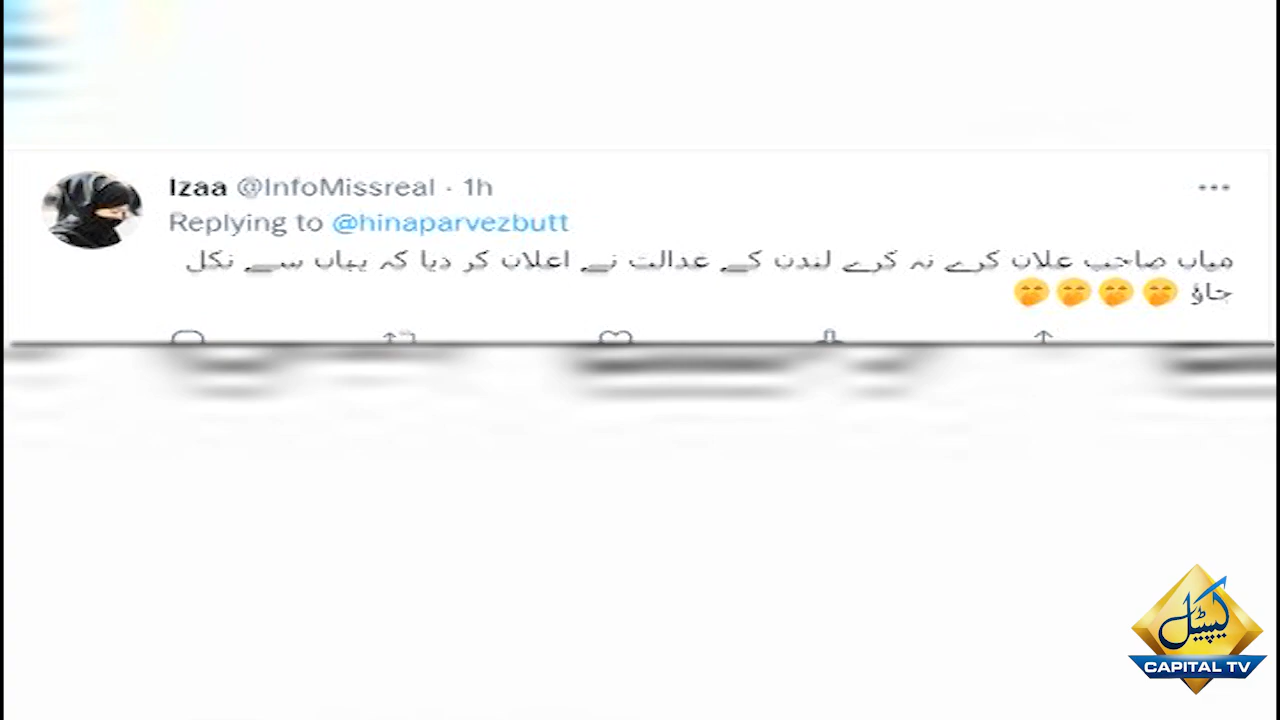 Izaa @InfoMissreal · 1h
Replying to @hinaparvezbutt
میاں صاحب علان کرے نہ کرے لندن کے عدالت نے اعلان کر دیا کہ یہاں سے نکل
جاؤ 🤭🤭🤭🤭
کیپیٹل
CAPITAL TV